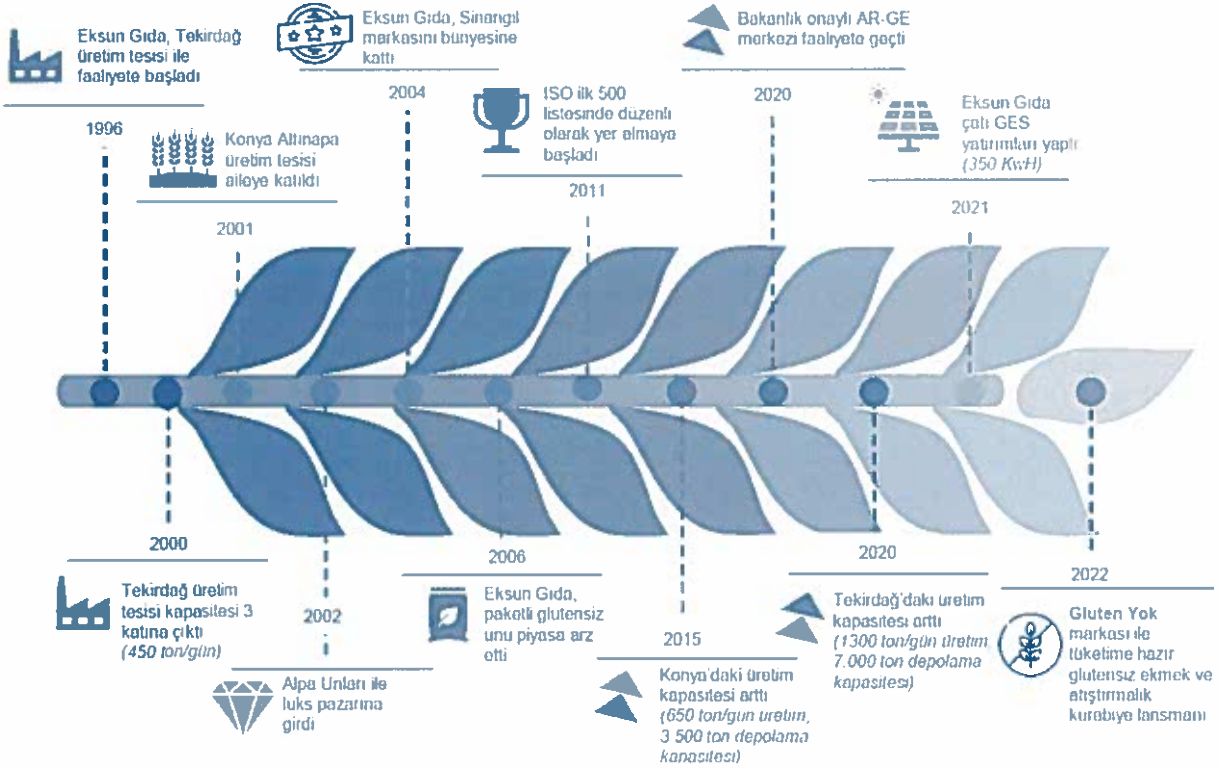 Eksun Gıda, Tekirdağ
üretim tesisi ile
faaliyete başladı
1996
Konya Altınapa
üretim tesisi
aileye katıldı
2001
Eksun Gıda, Sinangil
markasını bünyesine
kattı
2004
ISO ilk 500
listesinde düzenli
olarak yer almaya
başladı
2011
Bakanlık onaylı AR-GE
merkezi faaliyete geçti
2020
Eksun Gıda
çatı GES
yatırımları yaptı
(350 KwH)
2021
2000
Tekirdağ üretim
tesisi kapasitesi 3
katına çıktı
(450 ton/gün)
2002
Alpa Unları ile
lüks pazarına
girdi
2006
Eksun Gıda,
paketli glutensiz
unu piyasa arz
etti
2015
Konya'daki üretim
kapasitesi arttı
(650 ton/gün üretim,
3 500 ton depolama
kapasitesi)
2020
Tekirdağ'daki üretim
kapasitesi arttı
(1300 ton/gün üretim
7.000 ton depolama
kapasitesi)
2022
Gluten Yok
markası ile
tüketime hazır
glutensiz ekmek ve
atıştırmalık
kurabiye lansmanı